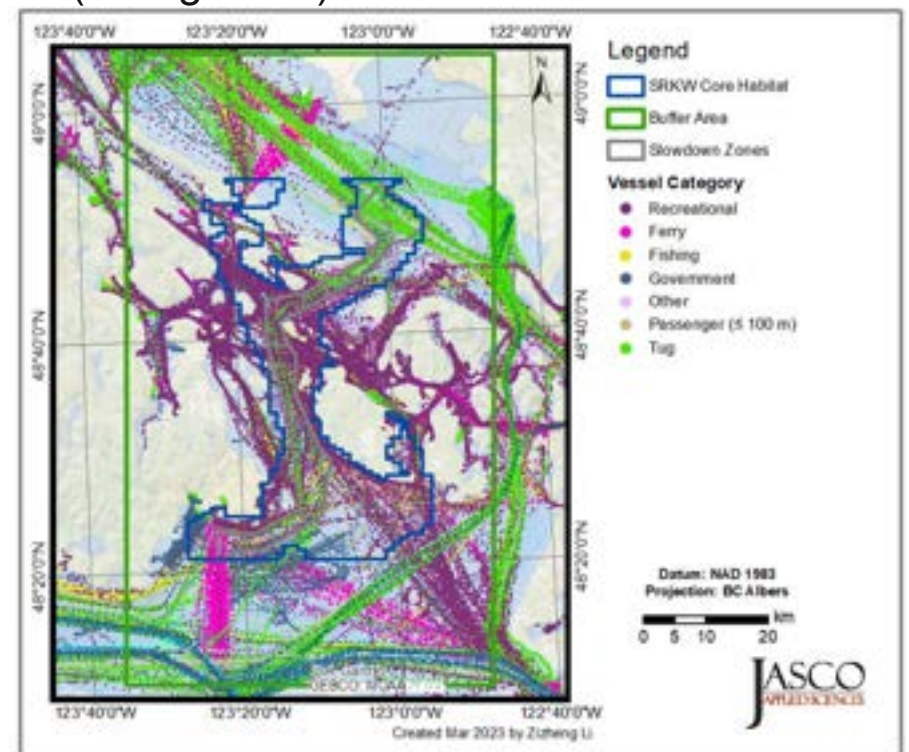 123°40'0"W 123°20'0"W 123°0'0"W 122°40'0"W
49°0'0"N
49°0'0"N
48°40'0"N
48°40'0"N
48°20'0"N
48°20'0"N
N
Legend
SRKW Core Habitat
Buffer Area
Slowdown Zones
Vessel Category
Recreational
Ferry
Fishing
Government
Other
Passenger (≤ 100 m)
Tug
Datum: NAD 1983
Projection: BC Albers
km
0 5 10 20
GEBCO, NOAA
123°40'0"W 123°20'0"W 123°0'0"W 122°40'0"W
Created Mar 2023 by Zizheng Li
JASCO
APPLIED SCIENCES